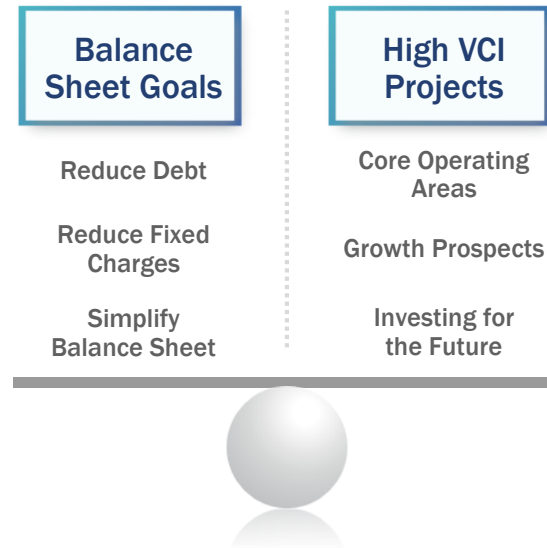 Balance
Sheet Goals
Reduce Debt
Reduce Fixed
Charges
Simplify
Balance Sheet
High VCI
Projects
Core Operating
Areas
Growth Prospects
Investing for
the Future